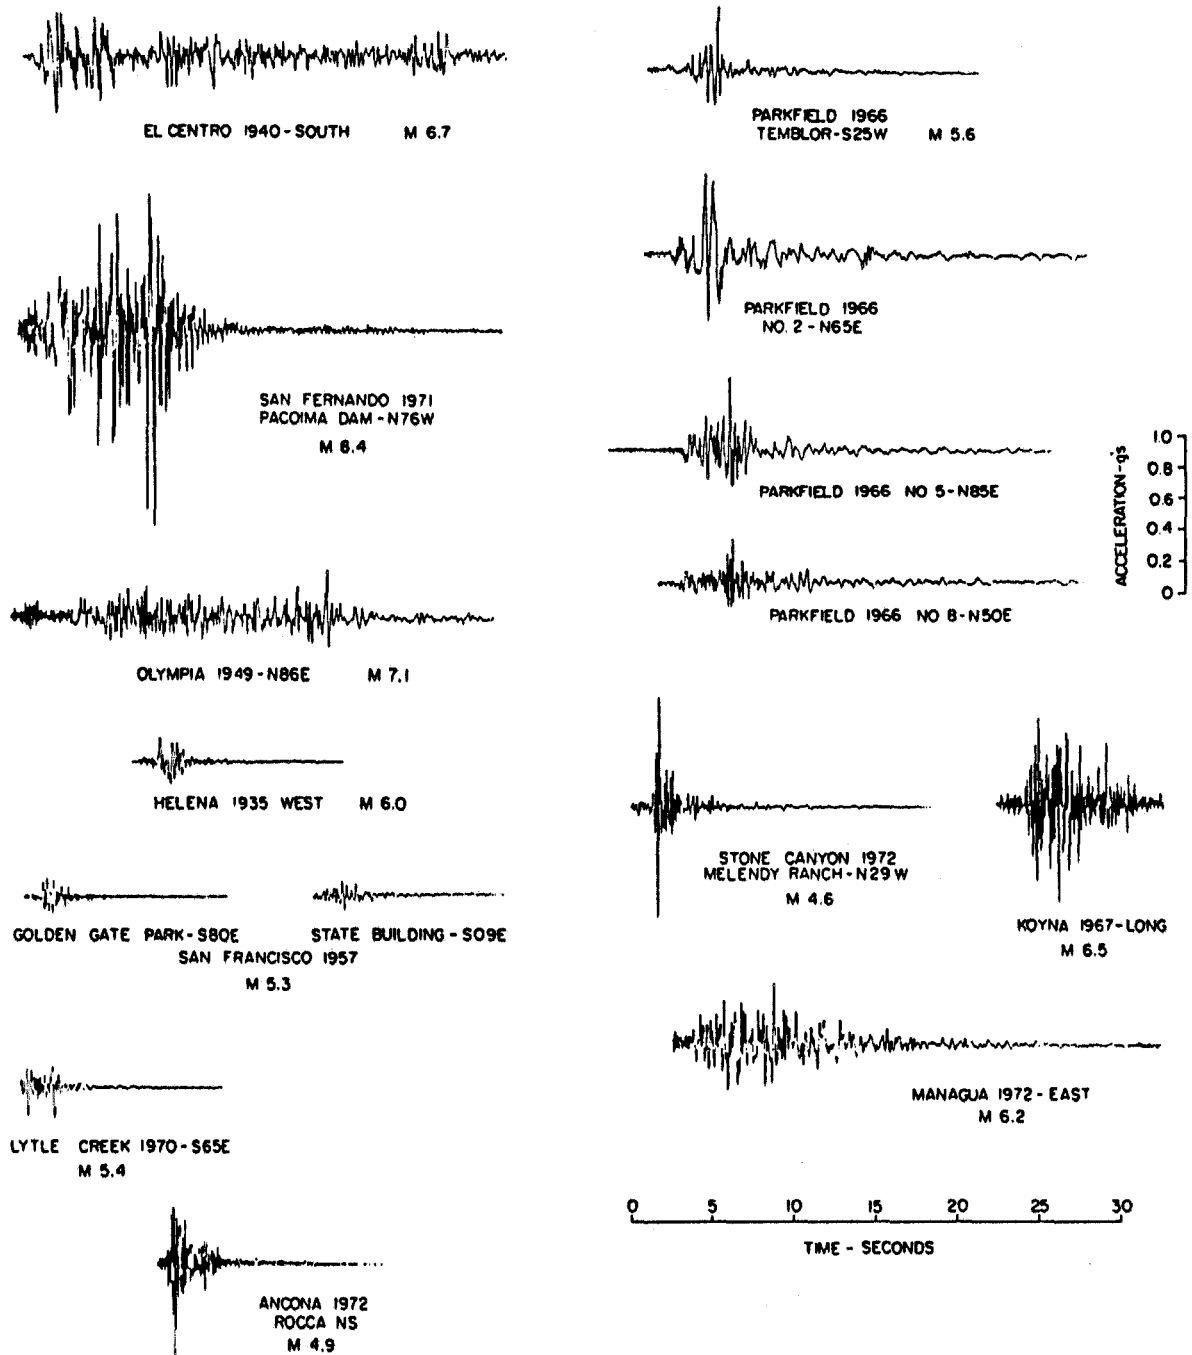 EL CENTRO 1940-SOUTH M 6.7
PARKFIELD 1966
TEMBLOR-S25W M 5.6
PARKFIELD 1966
NO. 2-N65E
SAN FERNANDO 1971
PACOIMA DAM-N76W
M 6.4
PARKFIELD 1966 NO 5-N85E
ACCELERATION-gs
1.0
0.8
0.6
0.4
0.2
0
PARKFIELD 1966 NO 8-N50E
OLYMPIA 1949-N86E M 7.1
HELENA 1935 WEST M 6.0
STONE CANYON 1972
MELENDY RANCH-N29W
M 4.6
KOYNA 1967-LONG
M 6.5
GOLDEN GATE PARK-S80E STATE BUILDING-S09E
SAN FRANCISCO 1957
M 5.3
MANAGUA 1972-EAST
M 6.2
LYTLE CREEK 1970-S65E
M 5.4
0 5 10 15 20 25 30
TIME - SECONDS
ANCONA 1972
ROCCA NS
M 4.9